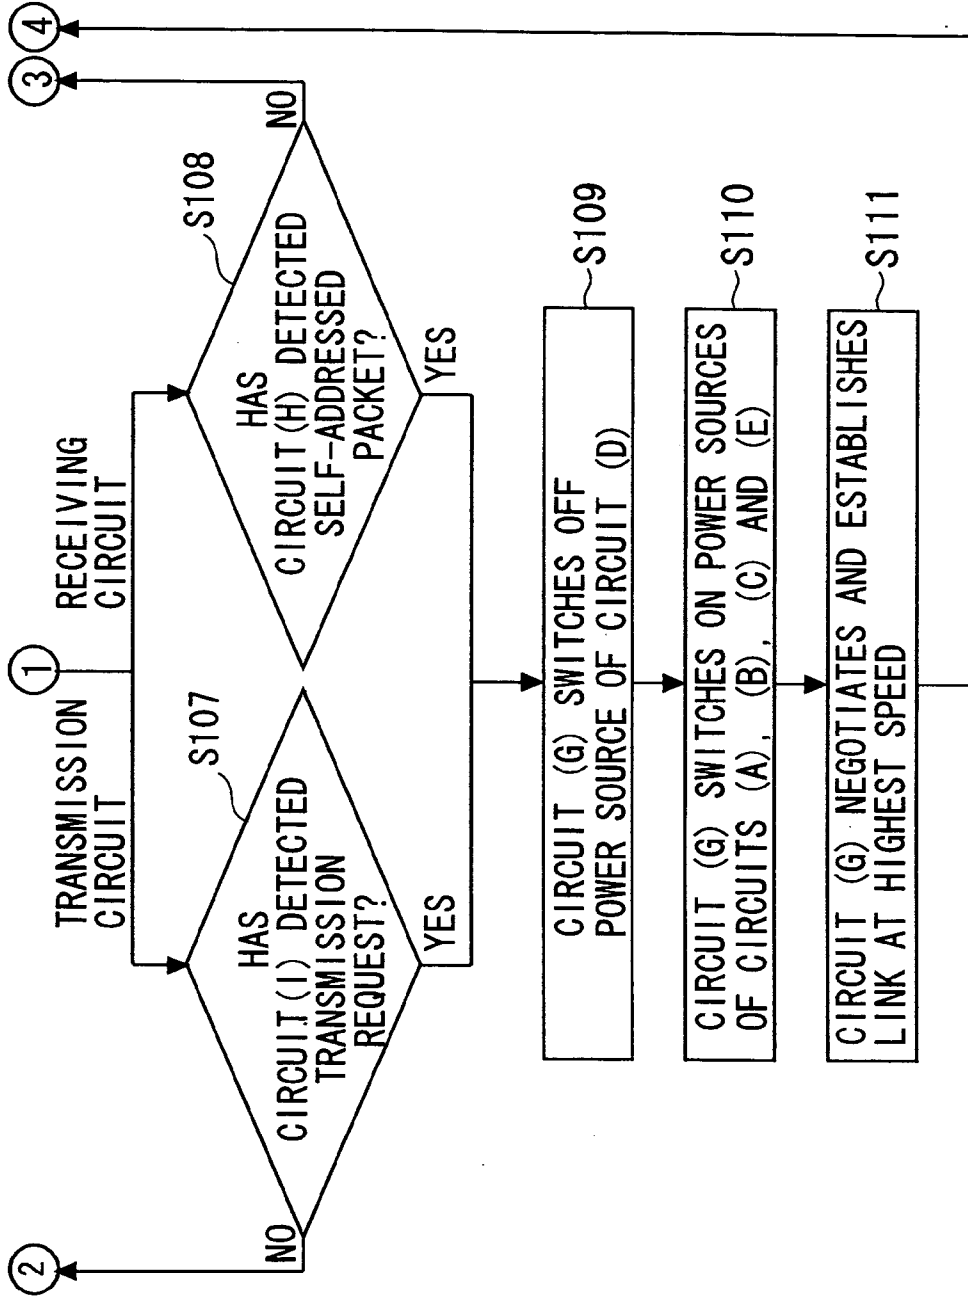 1
2
3
4
TRANSMISSION
CIRCUIT
RECEIVING
CIRCUIT
HAS
CIRCUIT(I) DETECTED
TRANSMISSION
REQUEST?
S107
NO
YES
HAS
CIRCUIT(H) DETECTED
SELF-ADDRESSED
PACKET?
S108
NO
YES
CIRCUIT (G) SWITCHES OFF
POWER SOURCE OF CIRCUIT (D)
S109
CIRCUIT (G) SWITCHES ON POWER SOURCES
OF CIRCUITS (A), (B), (C) AND (E)
S110
CIRCUIT (G) NEGOTIATES AND ESTABLISHES
LINK AT HIGHEST SPEED
S111